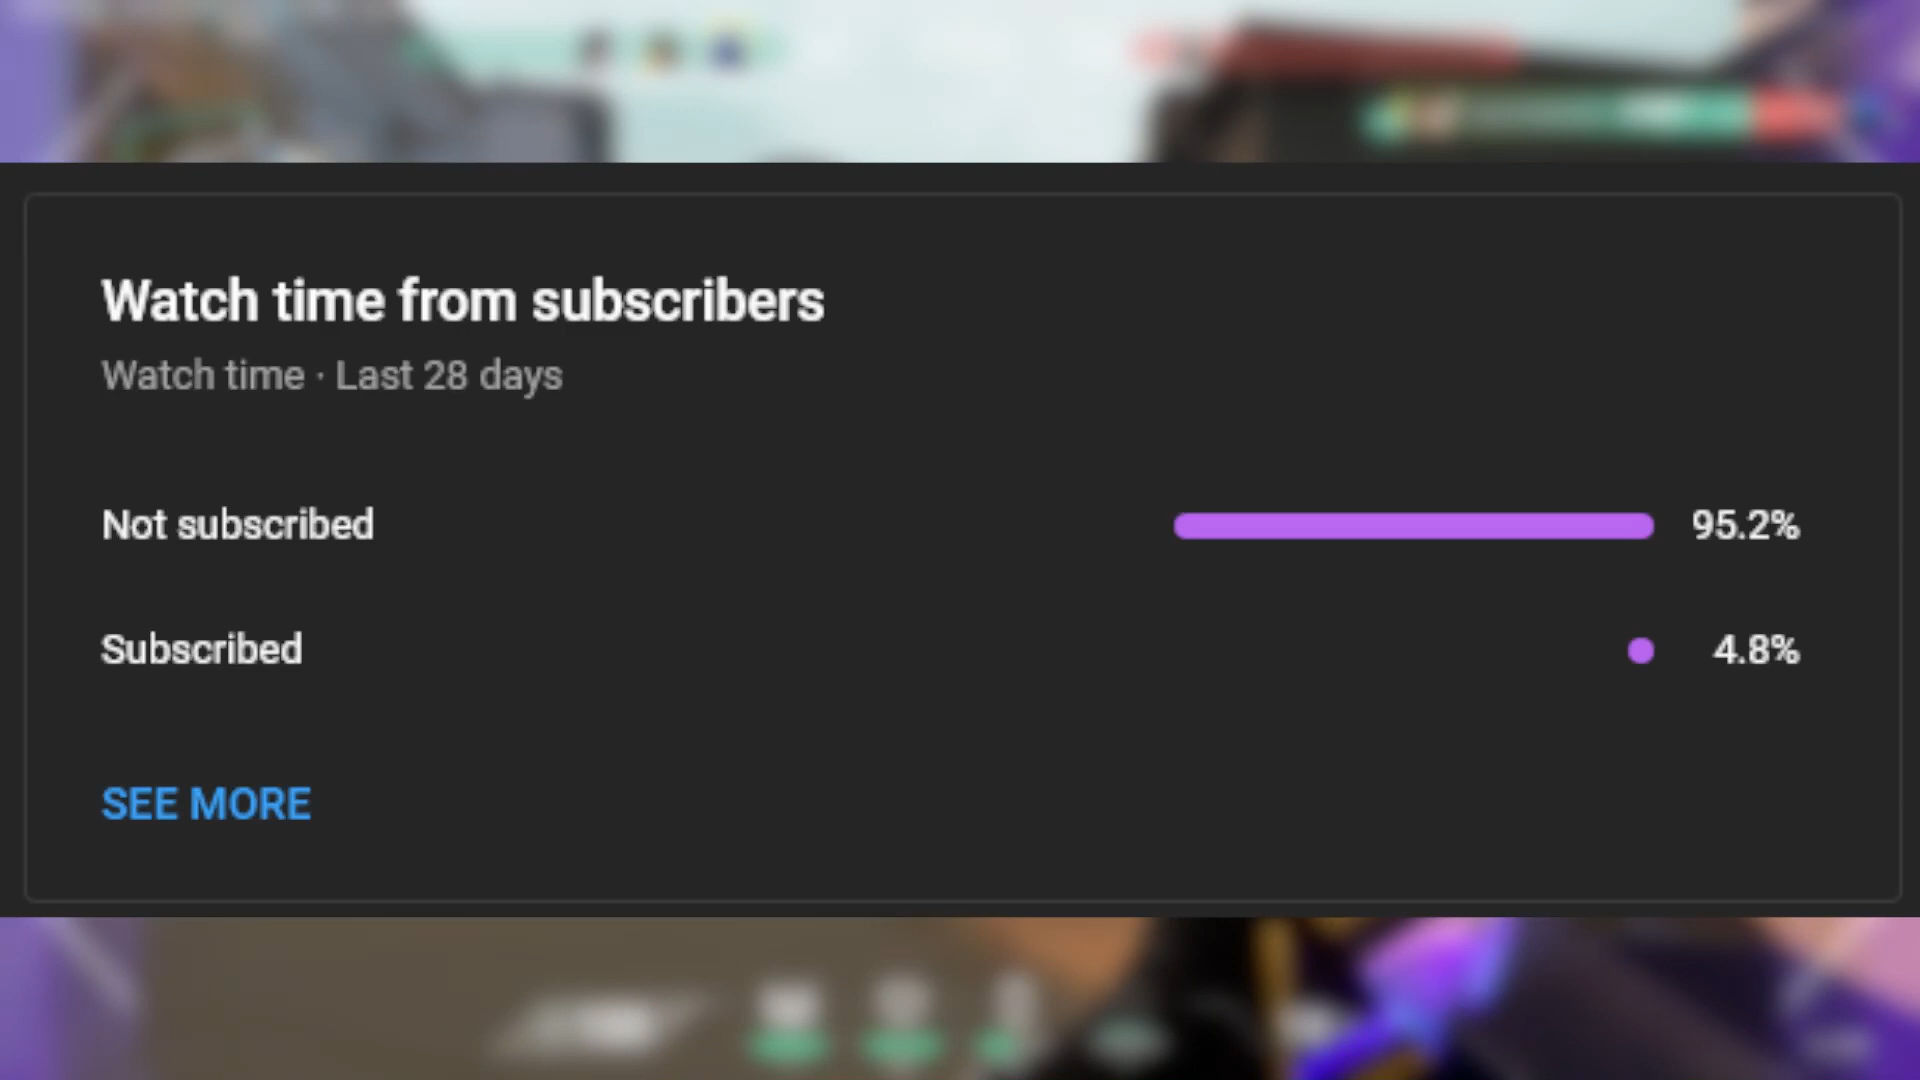 Watch time from subscribers
Watch time · Last 28 days
Not subscribed 95.2%
Subscribed 4.8%
SEE MORE